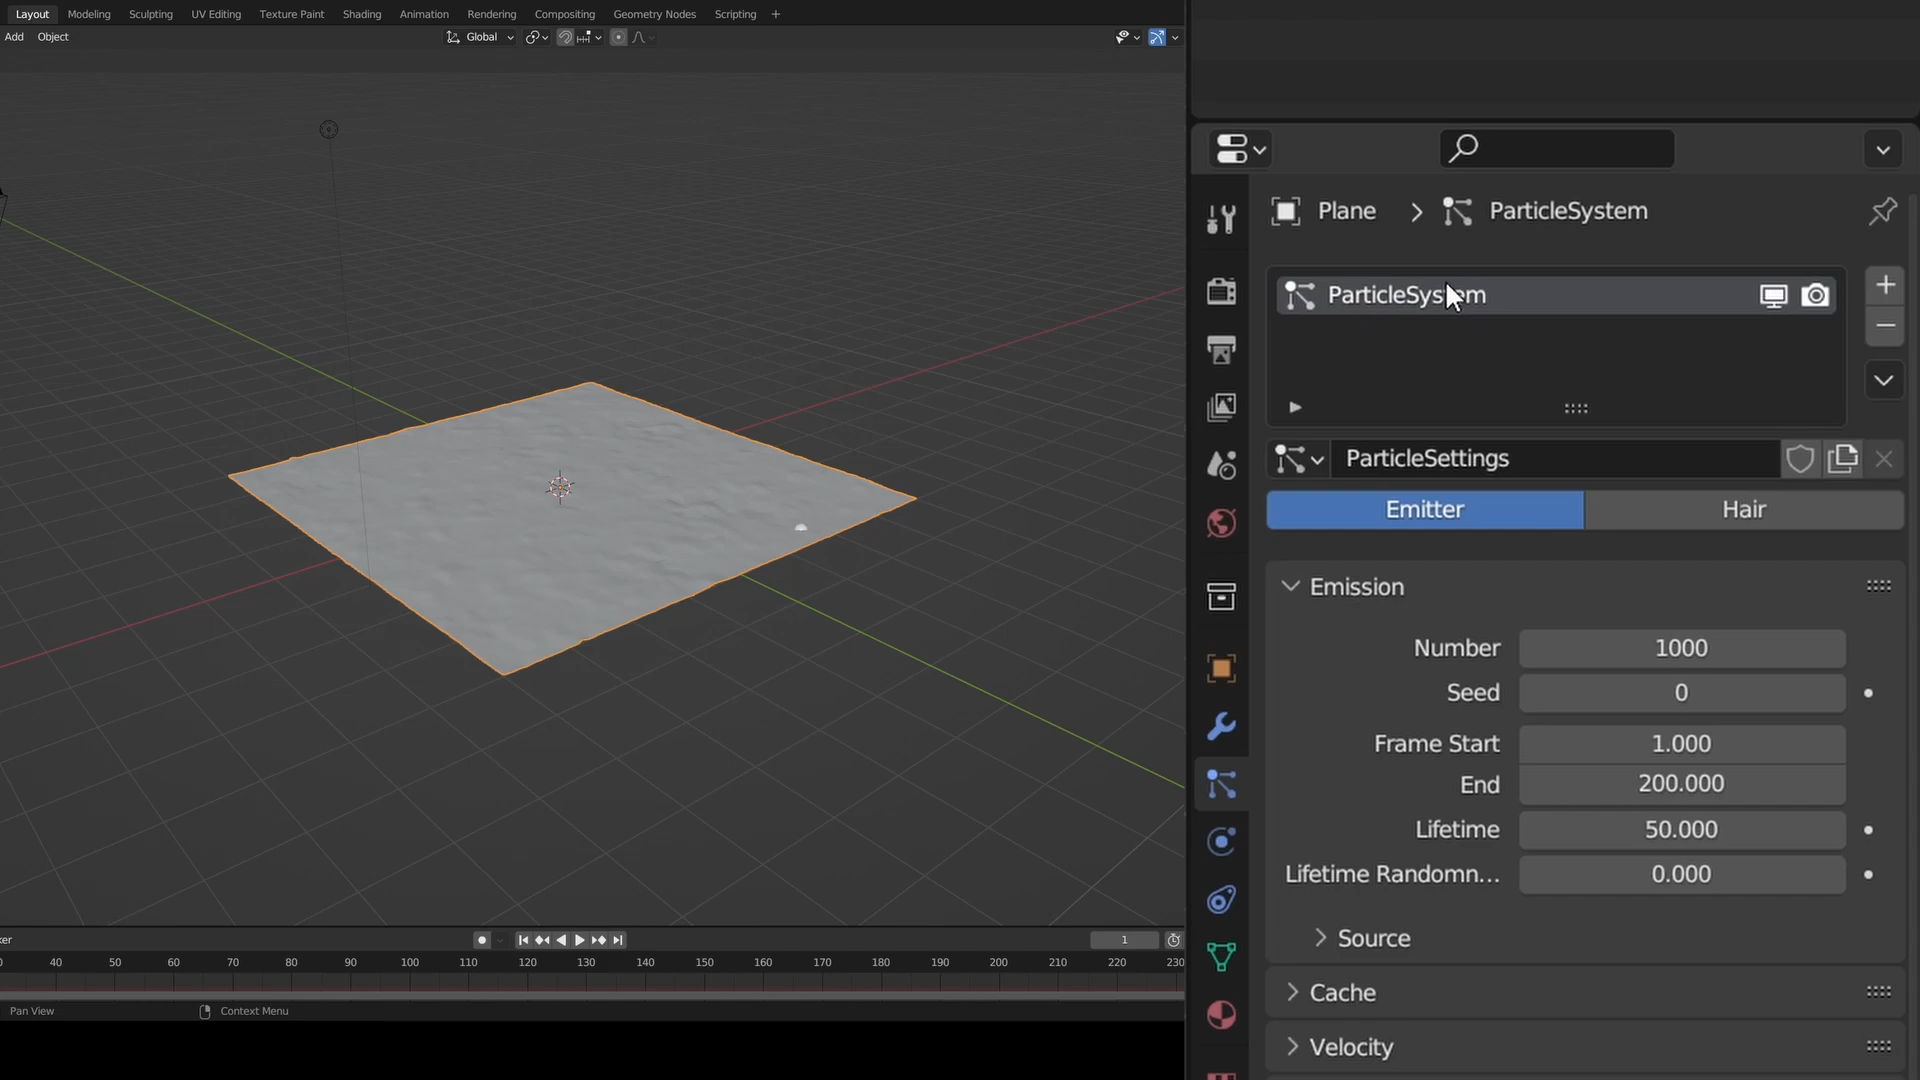 Layout Modeling Sculpting UV Editing Texture Paint Shading Animation Rendering Compositing Geometry Nodes Scripting +
Add Object Global
Plane > ParticleSystem
ParticleSystem
ParticleSettings
Emitter Hair
Emission
Number 1000
Seed 0
Frame Start 1.000
End 200.000
Lifetime 50.000
Lifetime Randomn... 0.000
Source
Cache
Velocity
ker 1
0 40 50 60 70 80 90 100 110 120 130 140 150 160 170 180 190 200 210 220 230
Pan View Context Menu